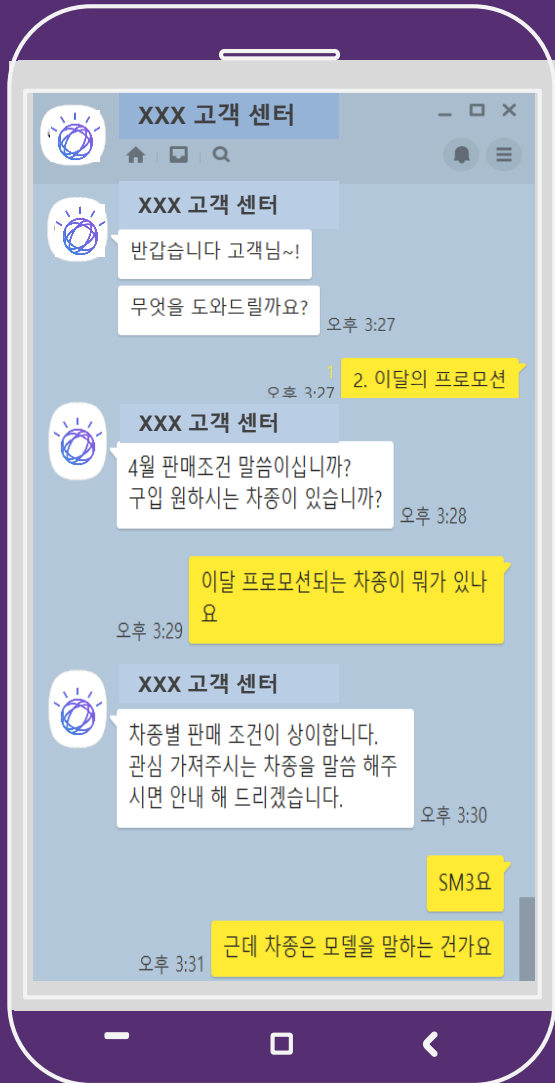 XXX 고객 센터
XXX 고객 센터
반갑습니다 고객님~!
무엇을 도와드릴까요?
오후 3:27
1
오후 3:27
2. 이달의 프로모션
XXX 고객 센터
4월 판매조건 말씀이십니까?
구입 원하시는 차종이 있습니까?
오후 3:28
이달 프로모션되는 차종이 뭐가 있나
요
오후 3:29
XXX 고객 센터
차종별 판매 조건이 상이합니다.
관심 가져주시는 차종을 말씀 해주
시면 안내 해 드리겠습니다.
오후 3:30
SM3요
근데 차종은 모델을 말하는 건가요
오후 3:31